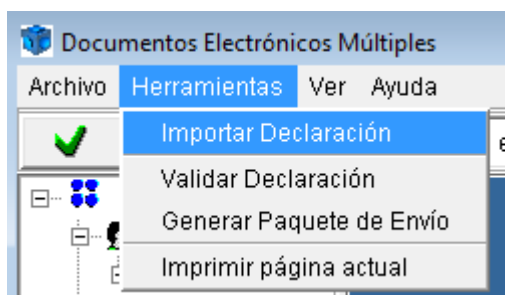 Documentos Electrónicos Múltiples
Archivo Herramientas Ver Ayuda
Importar Declaración
Validar Declaración
Generar Paquete de Envío
Imprimir página actual